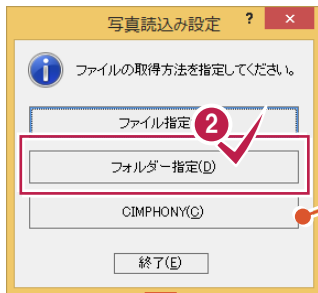 写真読込み設定 ? ×
ファイルの取得方法を指定してください。
ファイル指定
2
フォルダー指定(D)
CIMPHONY(C)
終了(E)